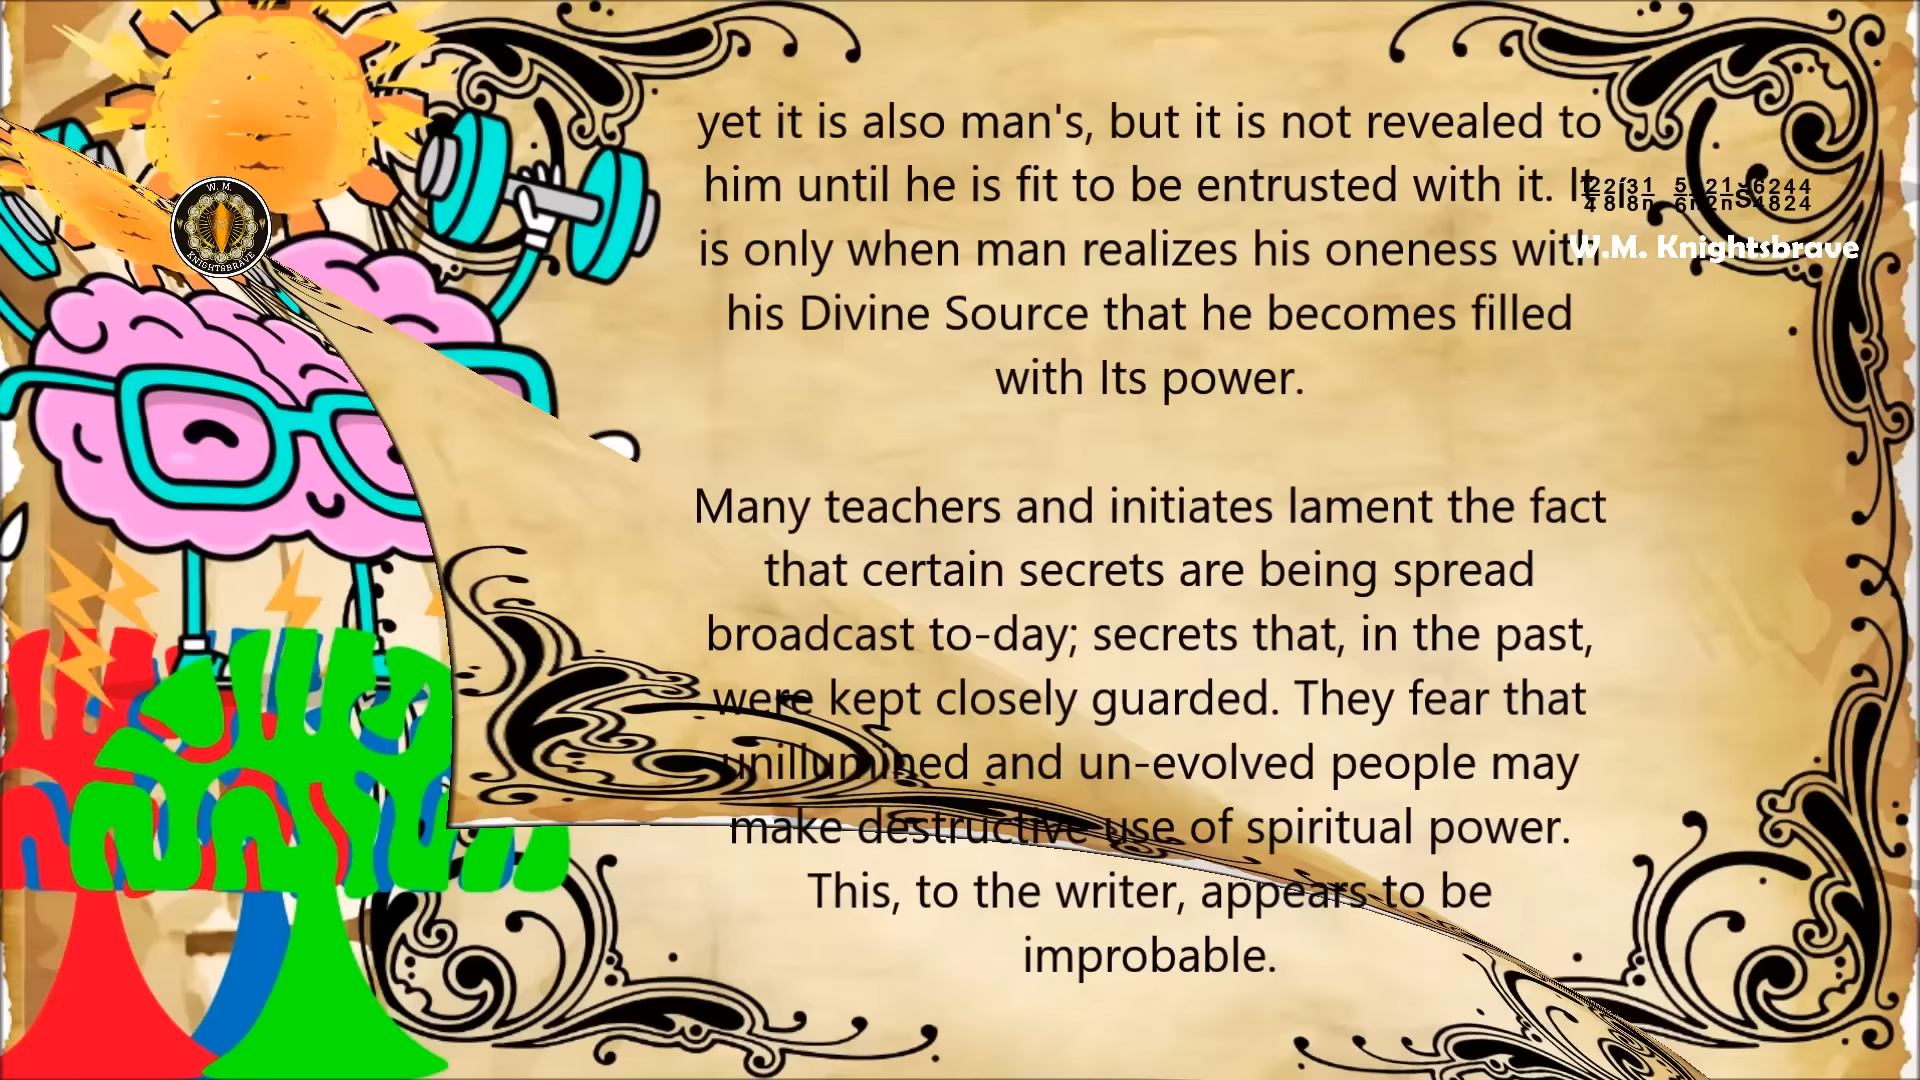 yet it is also man's, but it is not revealed to
him until he is fit to be entrusted with it. It
is only when man realizes his oneness with
his Divine Source that he becomes filled
with Its power.
Many teachers and initiates lament the fact
that certain secrets are being spread
broadcast to-day; secrets that, in the past,
were kept closely guarded. They fear that
unillumined and un-evolved people may
make destructive use of spiritual power.
This, to the writer, appears to be
improbable.
W.M. Knightsbrave
W. M.
KNIGHTSBRAVE